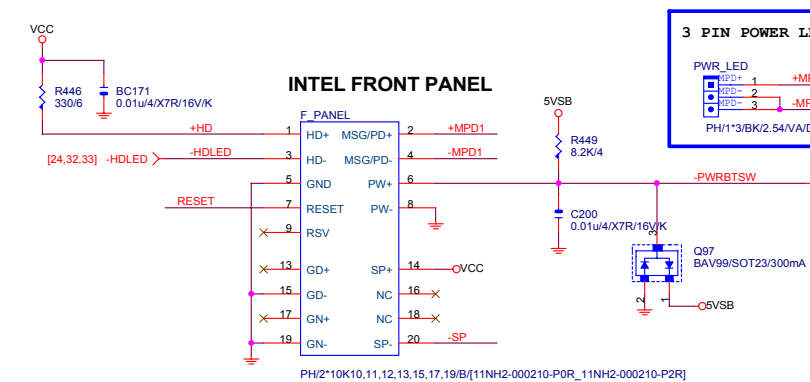 VCC
3 PIN POWER
R446
330/6
BC171
0.01u/4/X7R/16V/K
INTEL FRONT PANEL
PWR_LED
MPD+ 1
MPD- 2
MPD- 3
PH/1*3/BK/2.54/VA/
F_PANEL
5VSB
R449
8.2K/4
+HD 1 HD+ MSG/PD+ 2 +MPD1
[24,32,33] -HDLED -HDLED 3 HD- MSG/PD- 4 -MPD1
5 GND PW+ 6 -PWRBTSW
RESET 7 RESET PW- 8
9 RSV
C200
0.01u/4/X7R/16V/K
3
Q97
BAV99/SOT23/300mA
13 GD+ SP+ 14 VCC
15 GD- NC 16
17 GN+ NC 18
19 GN- SP- 20 -SP
2 1
5VSB
PH/2*10K10,11,12,13,15,17,19/B/[11NH2-000210-P0R_11NH2-000210-P2R]